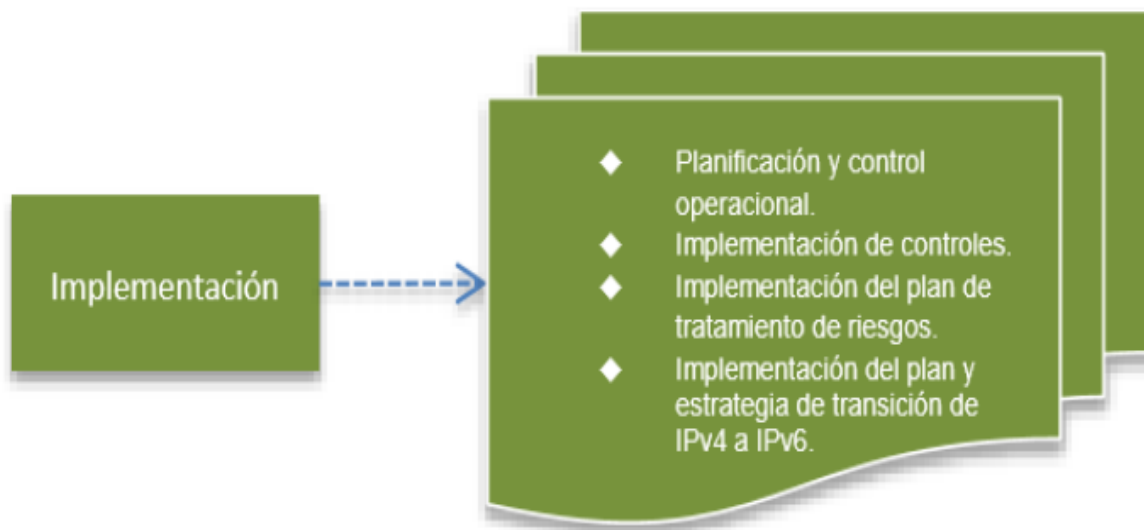 Implementación
Planificación y control
operacional.
Implementación de controles.
Implementación del plan de
tratamiento de riesgos.
Implementación del plan y
estrategia de transición de
IPv4 a IPv6.